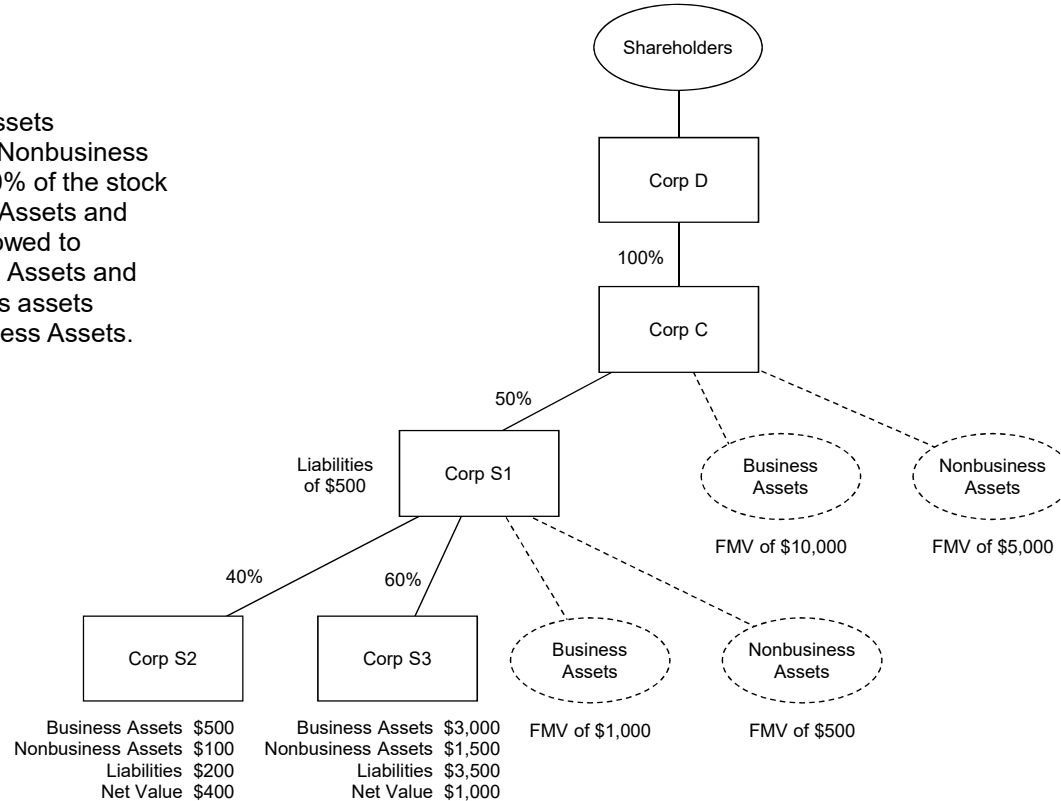 Shareholders
ssets
Nonbusiness
0% of the stock
Assets and
owed to
Assets and
s assets
ess Assets.
Corp D
100%
Corp C
50%
Liabilities
of $500
Corp S1
Business
Assets
Nonbusiness
Assets
FMV of $10,000
FMV of $5,000
40%
60%
Corp S2
Corp S3
Business
Assets
Nonbusiness
Assets
FMV of $1,000
FMV of $500
Business Assets $500
Nonbusiness Assets $100
Liabilities $200
Net Value $400
Business Assets $3,000
Nonbusiness Assets $1,500
Liabilities $3,500
Net Value $1,000